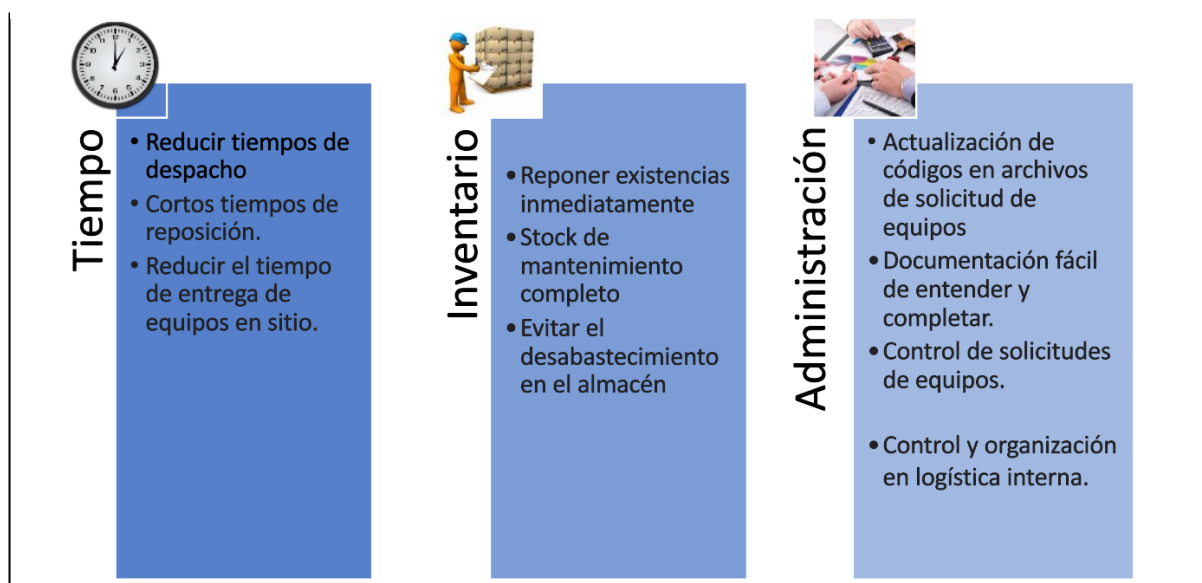 Tiempo
• Reducir tiempos de
despacho
• Cortos tiempos de
reposición.
• Reducir el tiempo
de entrega de
equipos en sitio.
Inventario
• Reponer existencias
inmediatamente
• Stock de
mantenimiento
completo
• Evitar el
desabastecimiento
en el almacén
Administración
• Actualización de
códigos en archivos
de solicitud de
equipos
• Documentación fácil
de entender y
completar.
• Control de solicitudes
de equipos.
• Control y organización
en logística interna.